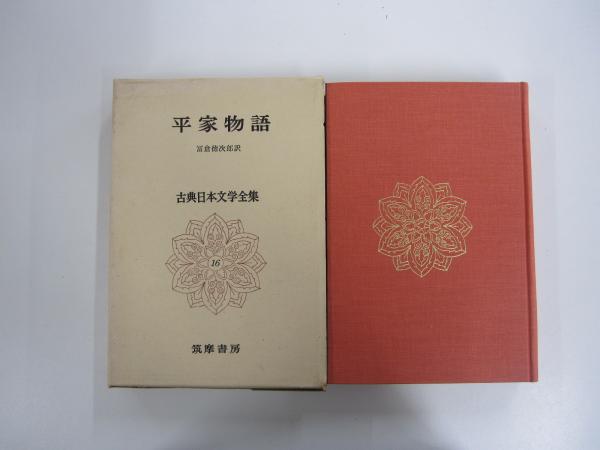 平家物語
冨倉徳次郎訳
古典日本文学全集
16
筑摩書房